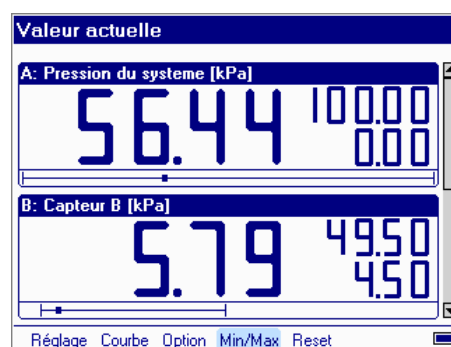 Valeur actuelle
A: Pression du systeme [kPa]
56.44 100.00
0.00
B: Capteur B [kPa]
5.79 49.50
4.50
Réglage Courbe Option Min/Max Reset